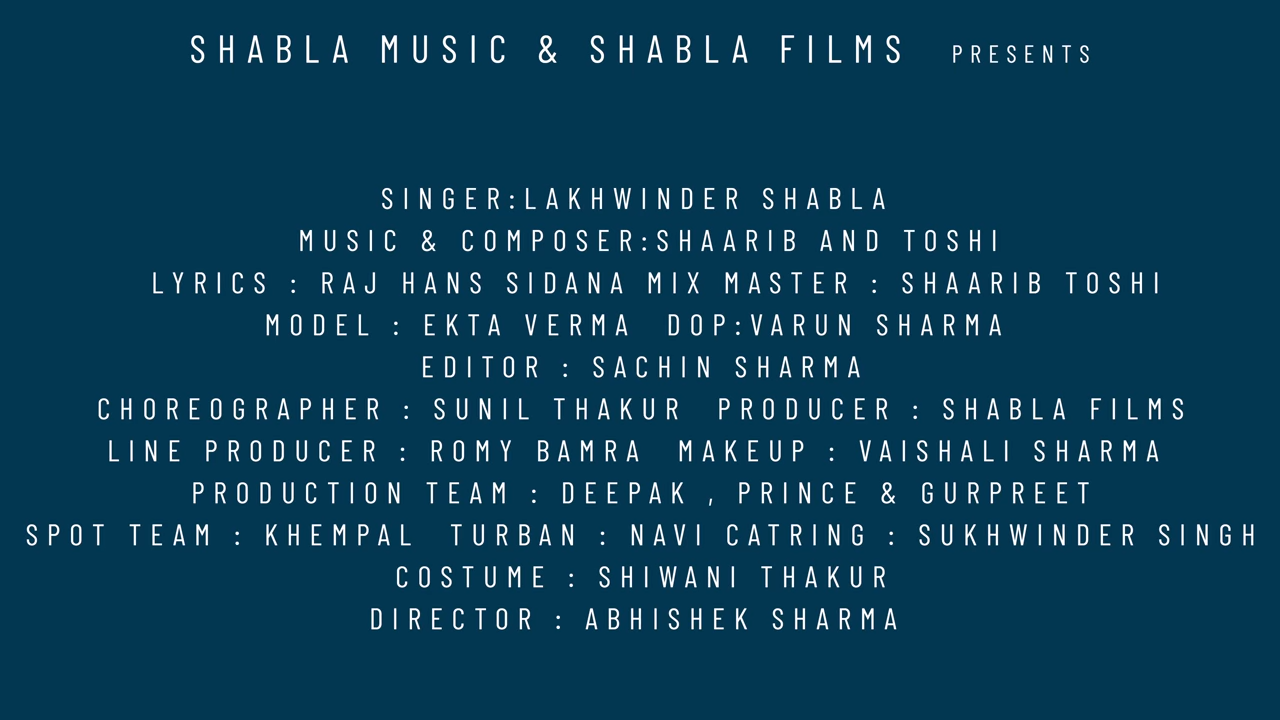 SHABLA MUSIC & SHABLA FILMS PRESENTS
SINGER:LAKHWINDER SHABLA
MUSIC & COMPOSER:SHAARIB AND TOSHI
LYRICS : RAJ HANS SIDANA MIX MASTER : SHAARIB TOSHI
MODEL : EKTA VERMA DOP:VARUN SHARMA
EDITOR : SACHIN SHARMA
CHOREOGRAPHER : SUNIL THAKUR PRODUCER : SHABLA FILMS
LINE PRODUCER : ROMY BAMRA MAKEUP : VAISHALI SHARMA
PRODUCTION TEAM : DEEPAK , PRINCE & GURPREET
SPOT TEAM : KHEMPAL TURBAN : NAVI CATRING : SUKHWINDER SINGH
COSTUME : SHIWANI THAKUR
DIRECTOR : ABHISHEK SHARMA